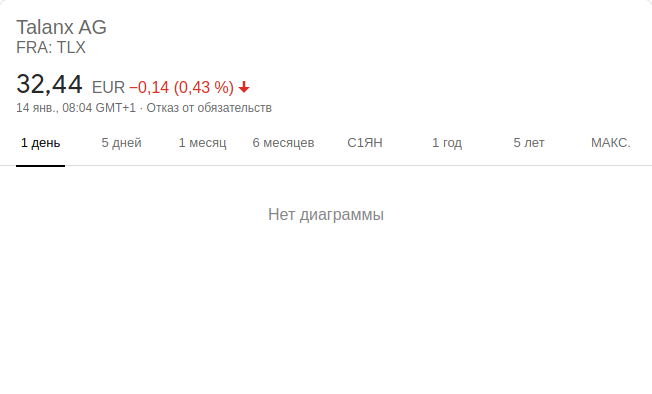 Talanx AG
FRA: TLX
32,44 EUR −0,14 (0,43 %)
14 янв., 08:04 GMT+1 · Отказ от обязательств
1 день 5 дней 1 месяц 6 месяцев С1ЯН 1 год 5 лет МАКС.
Нет диаграммы